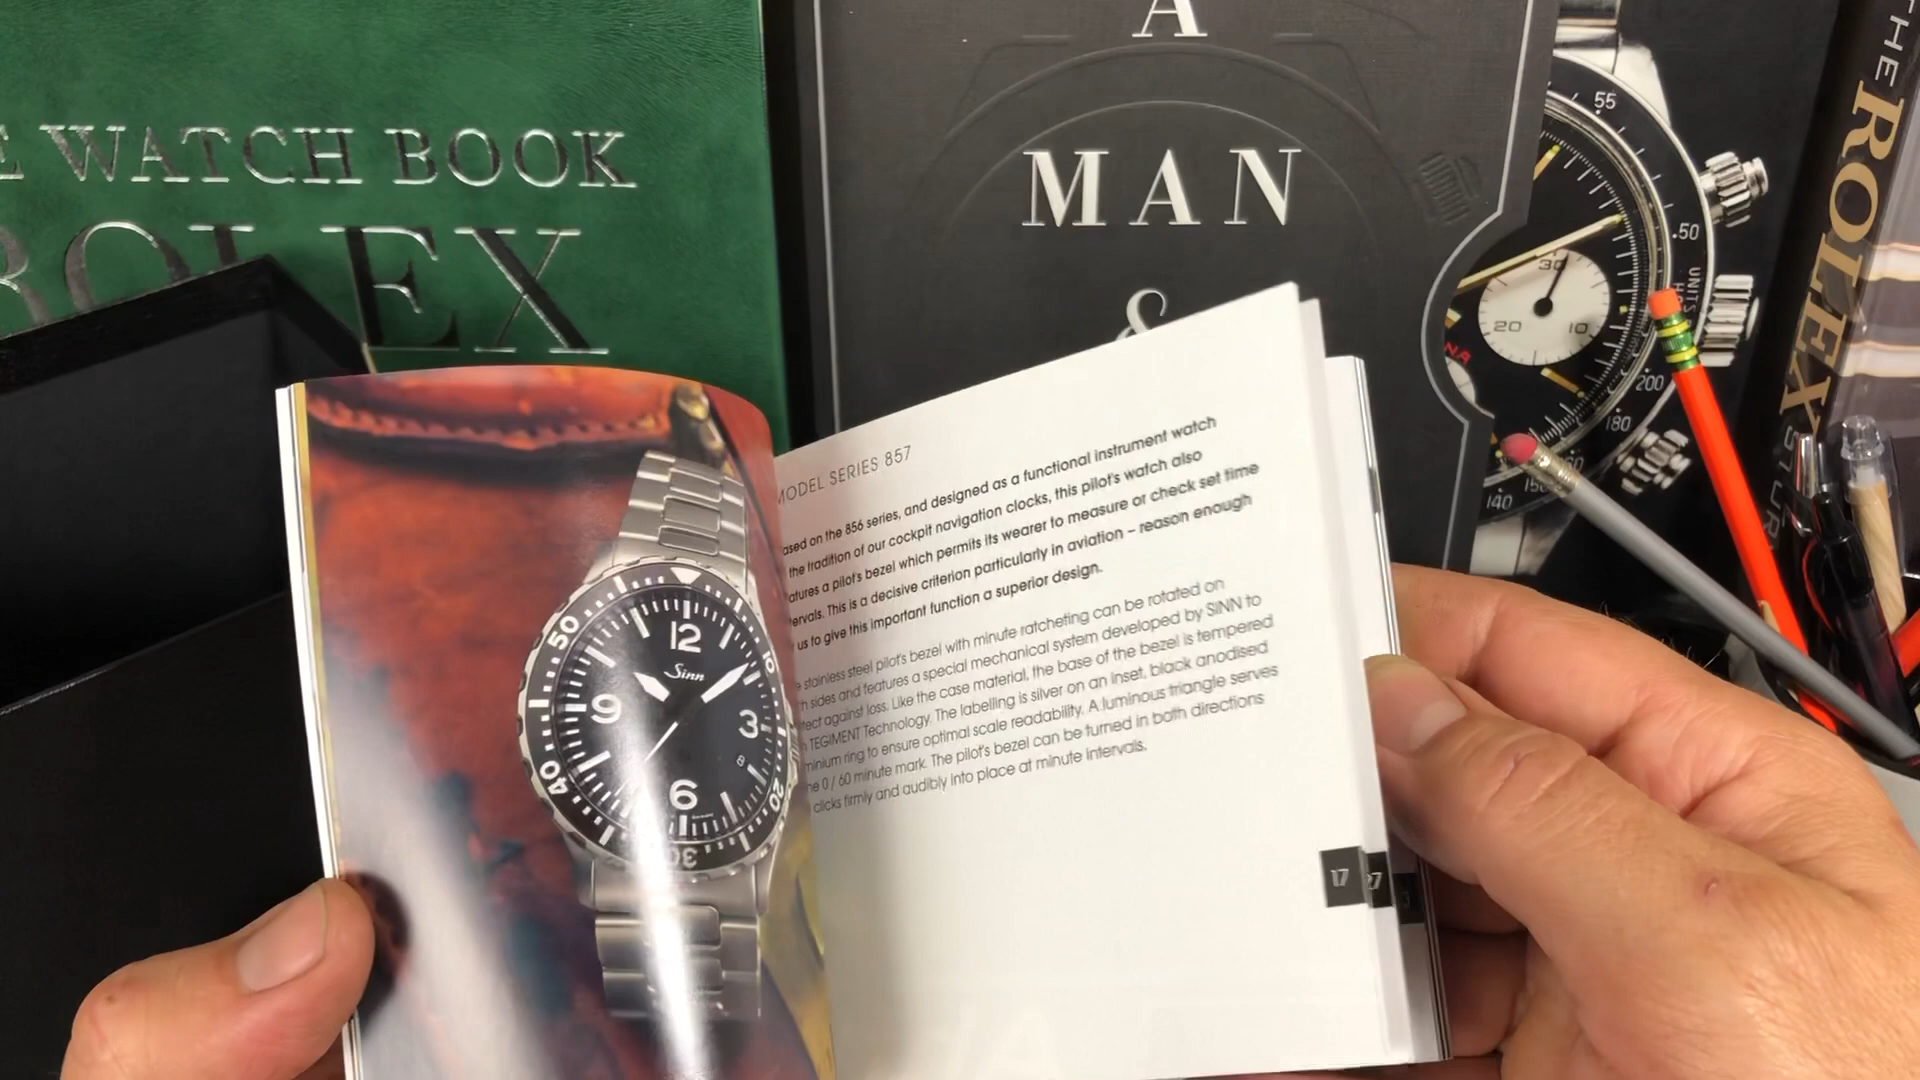 E WATCH BOOK
ROLEX
A
MAN
&
THE ROLEX
55
50
UNITS
200
180
140
30
20
10
NA
MODEL SERIES 857
ased on the 856 series, and designed as a functional instrument watch
the tradition of our cockpit navigation clocks, this pilot's watch also
atures a pilot's bezel which permits its wearer to measure or check set time
ervals. This is a decisive criterion particularly in aviation – reason enough
us to give this important function a superior design.
stainless steel pilot's bezel with minute ratcheting can be rotated on
h sides and features a special mechanical system developed by SINN to
tect against loss. Like the case material, the base of the bezel is tempered
TEGIMENT Technology. The labelling is silver on an inset, black anodised
minium ring to ensure optimal scale readability. A luminous triangle serves
he 0 / 60 minute mark. The pilot's bezel can be turned in both directions
clicks firmly and audibly into place at minute intervals.
17
27
12
Sinn
9
3
6
8
50
10
40
20
30